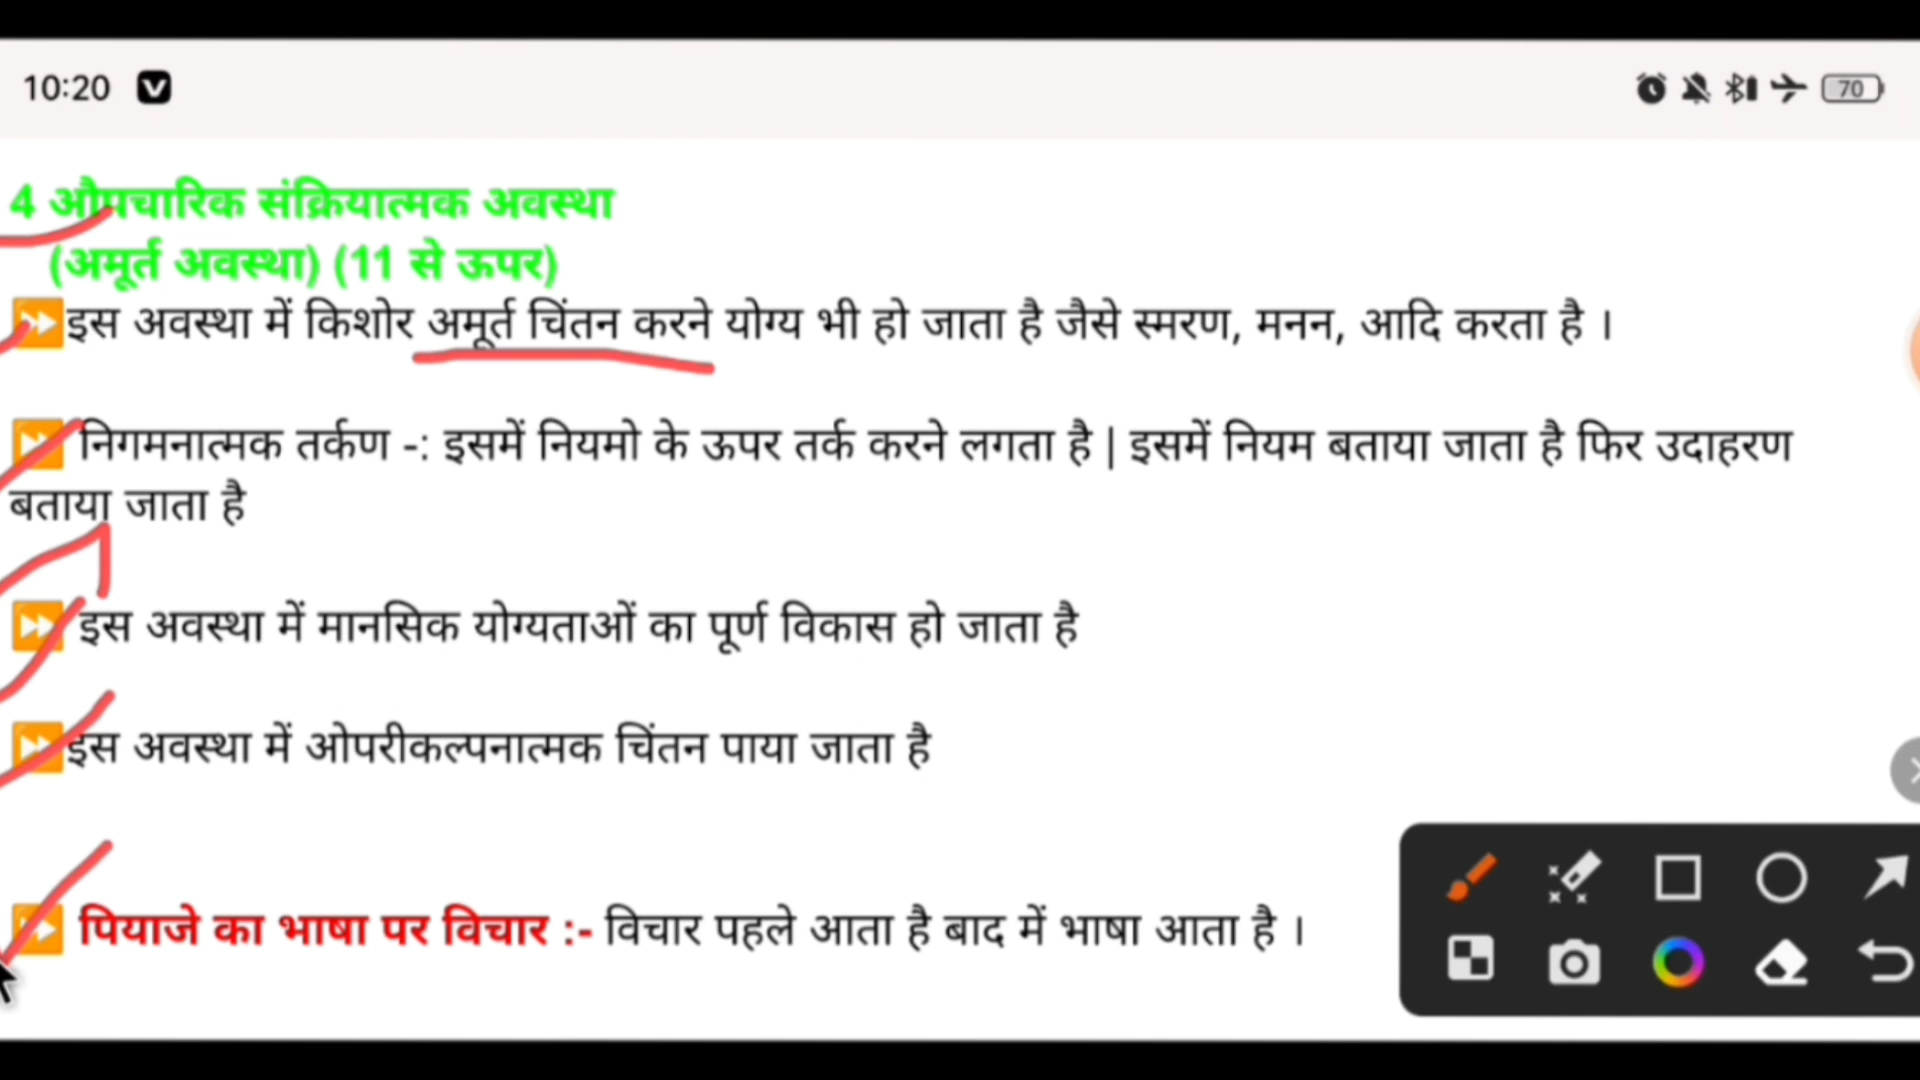 10:20
70
4 औपचारिक संक्रियात्मक अवस्था
(अमूर्त अवस्था) (11 से ऊपर)
इस अवस्था में किशोर अमूर्त चिंतन करने योग्य भी हो जाता है जैसे स्मरण, मनन, आदि करता है ।
निगमनात्मक तर्कण -: इसमें नियमो के ऊपर तर्क करने लगता है | इसमें नियम बताया जाता है फिर उदाहरण
बताया जाता है
इस अवस्था में मानसिक योग्यताओं का पूर्ण विकास हो जाता है
इस अवस्था में ओपरीकल्पनात्मक चिंतन पाया जाता है
पियाजे का भाषा पर विचार :- विचार पहले आता है बाद में भाषा आता है ।